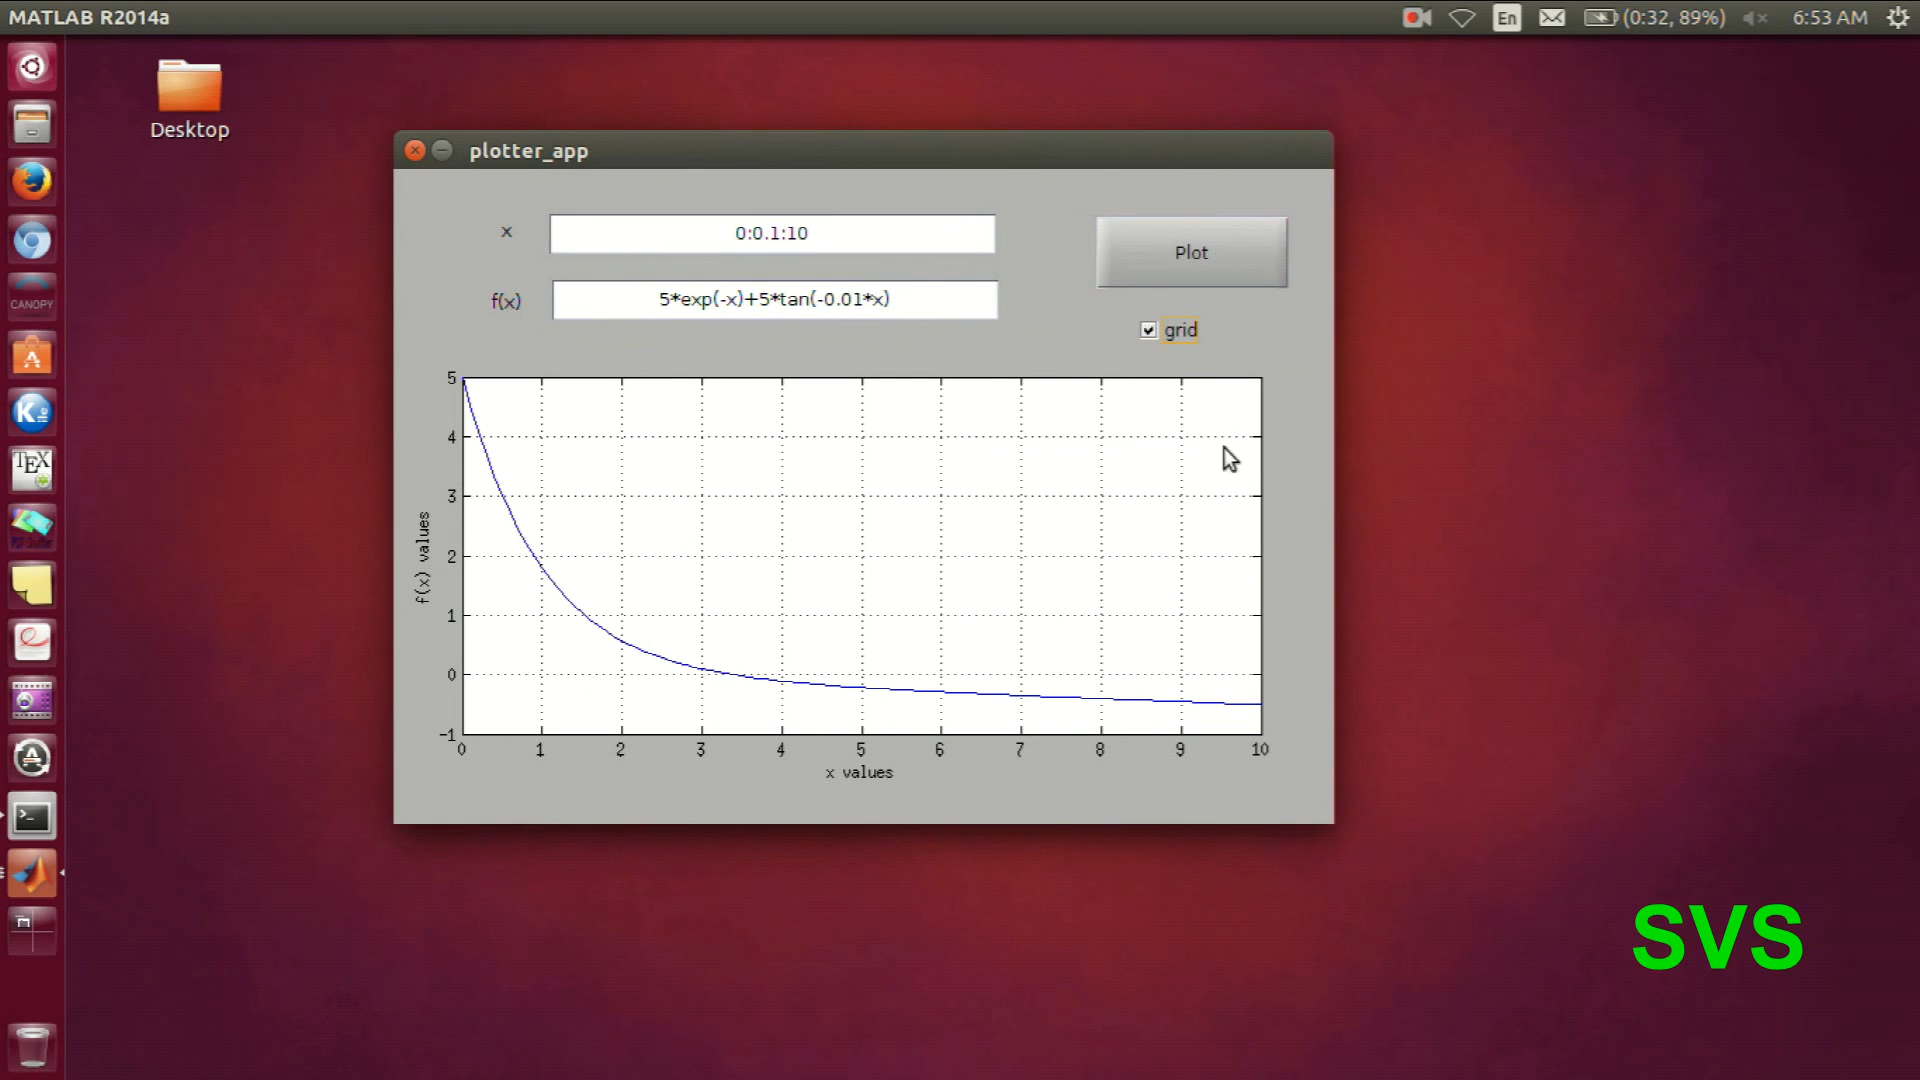 MATLAB R2014a
En
(0:32, 89%)
6:53 AM
Desktop
plotter_app
x
0:0.1:10
Plot
f(x)
5*exp(-x)+5*tan(-0.01*x)
grid
CANOPY
K
TEX
5
4
3
2
1
0
-1
f(x) values
0 1 2 3 4 5 6 7 8 9 10
x values
SVS